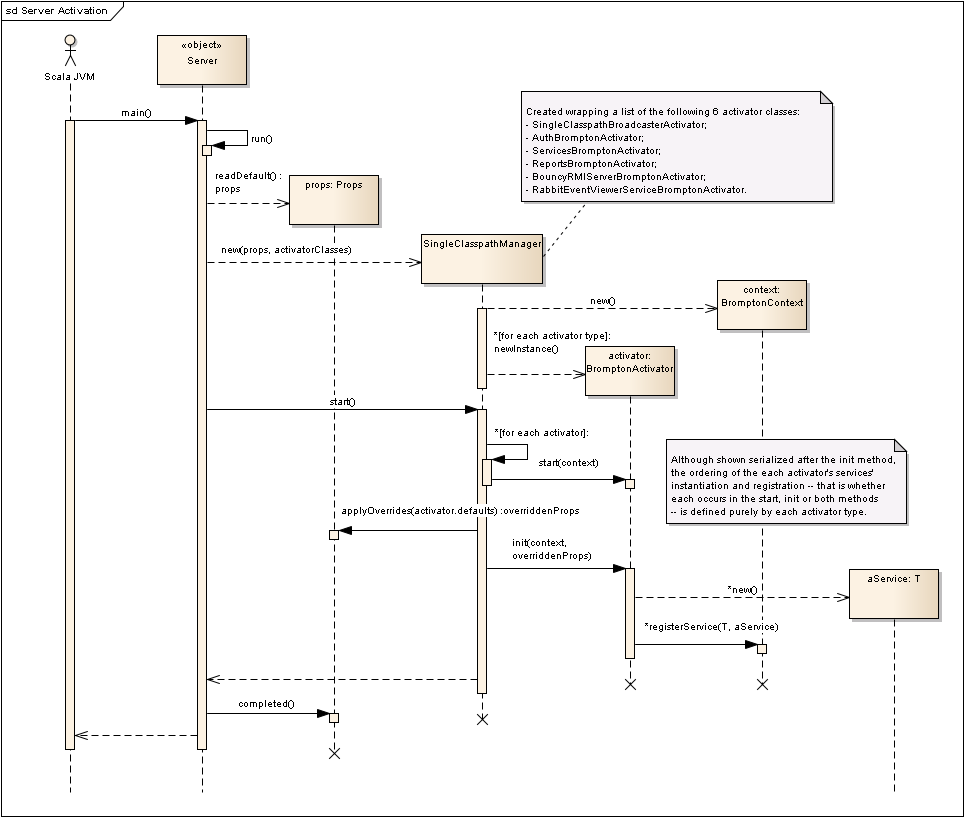 sd Server Activation
Scala JVM
«object»
Server
main()
run()
readDefault() :
props
props: Props
Created wrapping a list of the following 6 activator classes:
- SingleClasspathBroadcasterActivator;
- AuthBromptonActivator;
- ServicesBromptonActivator;
- ReportsBromptonActivator;
- BouncyRMIServerBromptonActivator;
- RabbitEventViewerServiceBromptonActivator.
new(props, activatorClasses)
SingleClasspathManager
new()
context:
BromptonContext
*[for each activator type]:
newInstance()
activator:
BromptonActivator
start()
*[for each activator]:
start(context)
Although shown serialized after the init method,
the ordering of the each activator's services'
instantiation and registration -- that is whether
each occurs in the start, init or both methods
-- is defined purely by each activator type.
applyOverrides(activator.defaults) :overriddenProps
init(context,
overriddenProps)
*new()
aService: T
*registerService(T, aService)
completed()